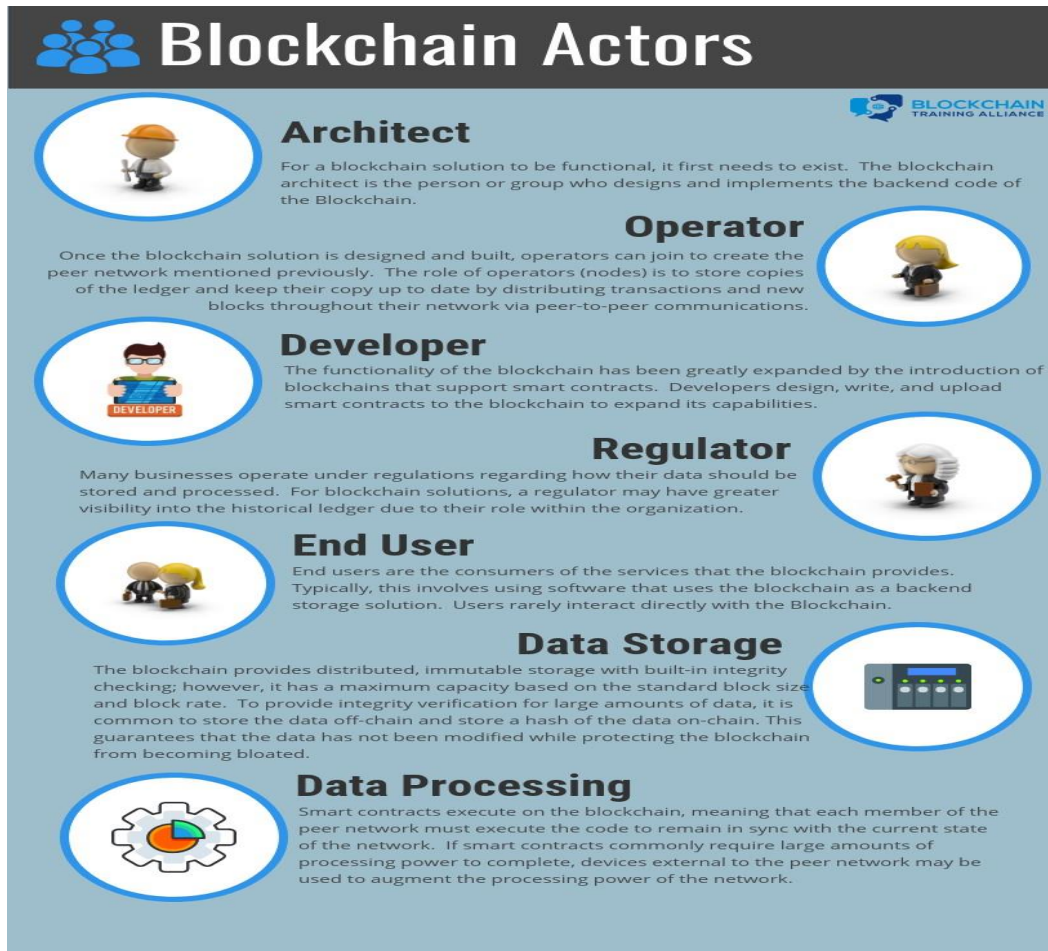 Blockchain Actors
BLOCKCHAIN
TRAINING ALLIANCE
Architect
For a blockchain solution to be functional, it first needs to exist. The blockchain
architect is the person or group who designs and implements the backend code of
the Blockchain.
Operator
Once the blockchain solution is designed and built, operators can join to create the
peer network mentioned previously. The role of operators (nodes) is to store copies
of the ledger and keep their copy up to date by distributing transactions and new
blocks throughout their network via peer-to-peer communications.
Developer
The functionality of the blockchain has been greatly expanded by the introduction of
blockchains that support smart contracts. Developers design, write, and upload
smart contracts to the blockchain to expand its capabilities.
DEVELOPER
Regulator
Many businesses operate under regulations regarding how their data should be
stored and processed. For blockchain solutions, a regulator may have greater
visibility into the historical ledger due to their role within the organization.
End User
End users are the consumers of the services that the blockchain provides.
Typically, this involves using software that uses the blockchain as a backend
storage solution. Users rarely interact directly with the Blockchain.
Data Storage
The blockchain provides distributed, immutable storage with built-in integrity
checking; however, it has a maximum capacity based on the standard block size
and block rate. To provide integrity verification for large amounts of data, it is
common to store the data off-chain and store a hash of the data on-chain. This
guarantees that the data has not been modified while protecting the blockchain
from becoming bloated.
Data Processing
Smart contracts execute on the blockchain, meaning that each member of the
peer network must execute the code to remain in sync with the current state
of the network. If smart contracts commonly require large amounts of
processing power to complete, devices external to the peer network may be
used to augment the processing power of the network.